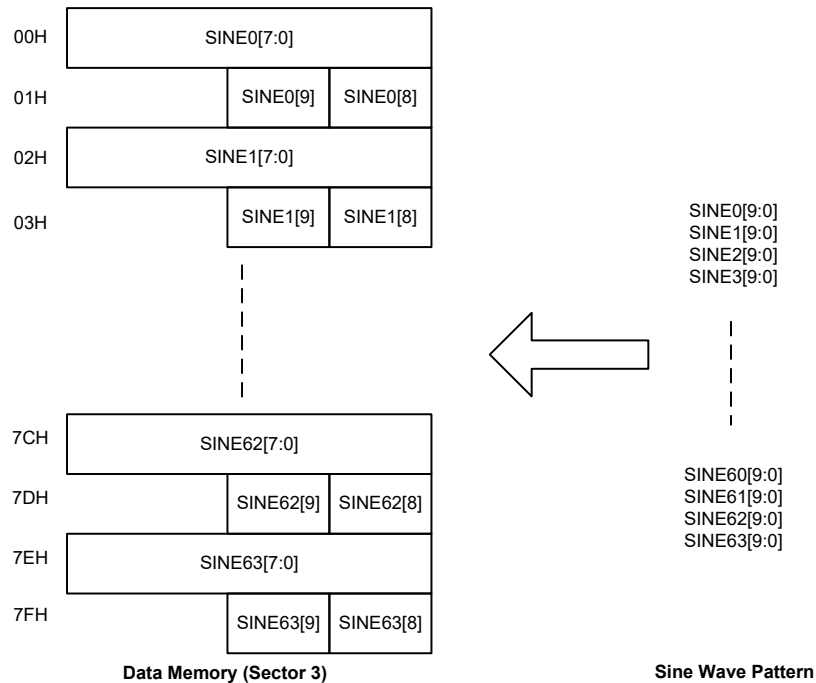 00H SINE0[7:0]
01H SINE0[9] SINE0[8]
02H SINE1[7:0]
03H SINE1[9] SINE1[8]
7CH SINE62[7:0]
7DH SINE62[9] SINE62[8]
7EH SINE63[7:0]
7FH SINE63[9] SINE63[8]
Data Memory (Sector 3)
SINE0[9:0]
SINE1[9:0]
SINE2[9:0]
SINE3[9:0]
SINE60[9:0]
SINE61[9:0]
SINE62[9:0]
SINE63[9:0]
Sine Wave Pattern